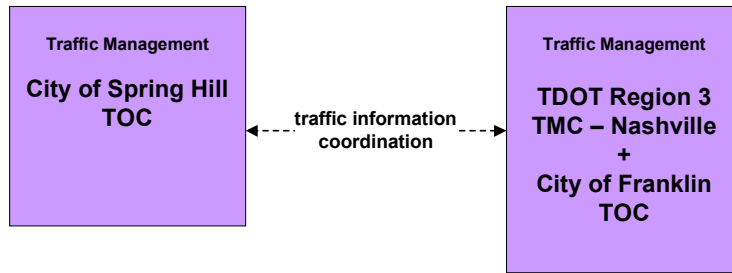 Traffic Management
City of Spring Hill
TOC
traffic information
coordination
Traffic Management
TDOT Region 3
TMC – Nashville
+
City of Franklin
TOC